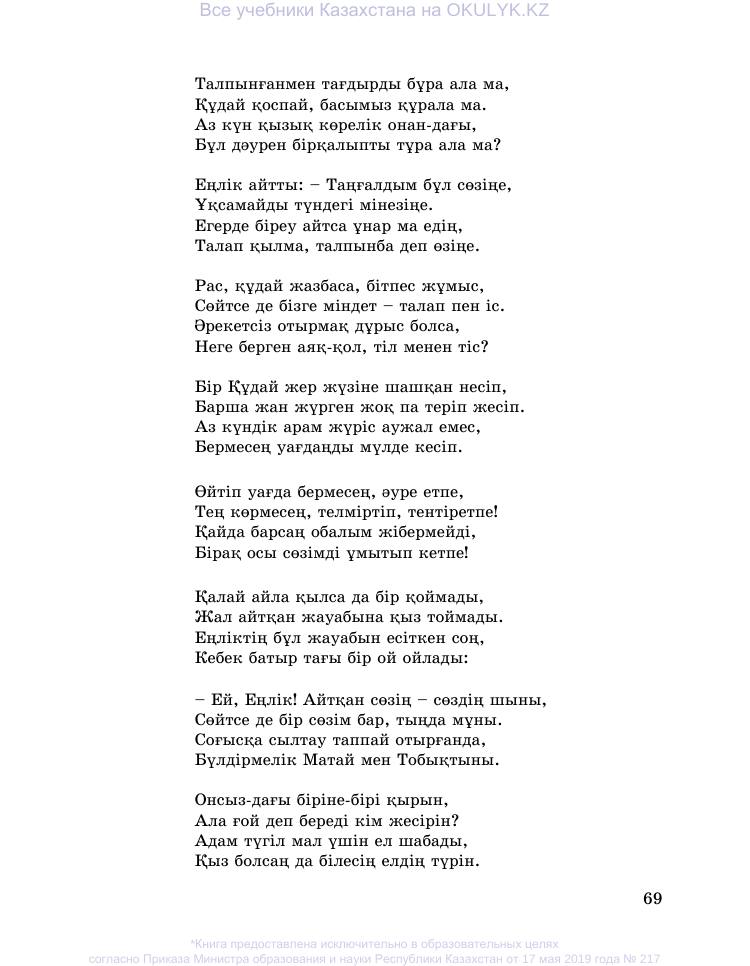 Все учебники Казахстана на OKULYK.KZ
Талпынғанмен тағдырды бұра ала ма,
Құдай қоспай, басымыз құрала ма.
Аз күн қызық көрелік онан-дағы,
Бұл дәурен бірқалыпты тұра ала ма?
Еңлік айтты: – Таңғалдым бұл сөзіңе,
Ұқсамайды түндегі мінезіңе.
Егерде біреу айтса ұнар ма едің,
Талап қылма, талпынба деп өзіңе.
Рас, құдай жазбаса, бітпес жұмыс,
Сөйтсе де бізге міндет – талап пен іс.
Әрекетсіз отырмақ дұрыс болса,
Неге берген аяқ-қол, тіл менен тіс?
Бір Құдай жер жүзіне шашқан несіп,
Барша жан жүрген жоқ па теріп жесіп.
Аз күндік арам жүріс аужал емес,
Бермесең уағдаңды мүлде кесіп.
Өйтіп уағда бермесең, әуре етпе,
Тең көрмесең, телміртіп, тентіретпе!
Қайда барсаң обалым жібермейді,
Бірақ осы сөзімді ұмытып кетпе!
Қалай айла қылса да бір қоймады,
Жал айтқан жауабына қыз тоймады.
Еңліктің бұл жауабын есіткен соң,
Кебек батыр тағы бір ой ойлады:
– Ей, Еңлік! Айтқан сөзің – сөздің шыны,
Сөйтсе де бір сөзім бар, тыңда мұны.
Соғысқа сылтау таппай отырғанда,
Бүлдірмелік Матай мен Тобықтыны.
Онсыз-дағы біріне-бірі қырын,
Ала ғой деп береді кім жесірін?
Адам түгіл мал үшін ел шабады,
Қыз болсаң да білесің елдің түрін.
69
*Книга предоставлена исключительно в образовательных целях
согласно Приказа Министра образования и науки Республики Казахстан от 17 мая 2019 года № 217